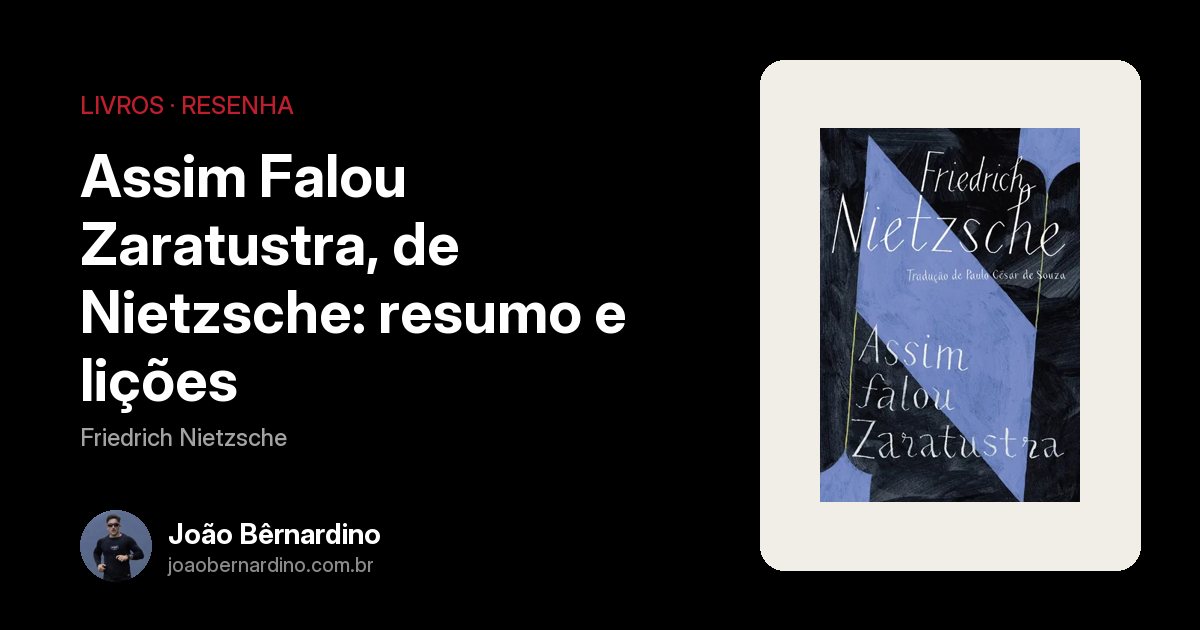 LIVROS · RESENHA
Assim Falou
Zaratustra, de
Nietzsche: resumo e
lições
Friedrich Nietzsche
João Bêrnardino
joaobernardino.com.br
Friedrich
Nietzsche
Tradução de Paulo César de Souza
Assim
falou
Zaratustra